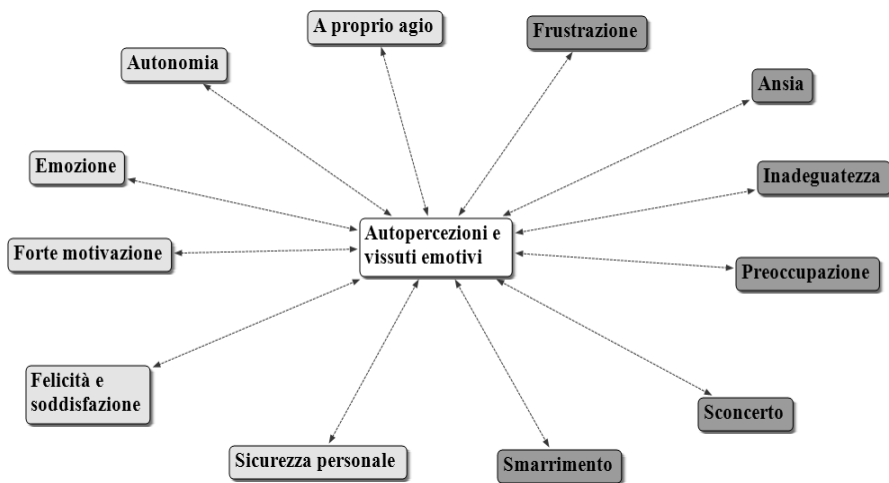 A proprio agio
Frustrazione
Autonomia
Ansia
Emozione
Inadeguatezza
Autopercezioni e
vissuti emotivi
Forte motivazione
Preoccupazione
Felicità e
soddisfazione
Sconcerto
Sicurezza personale
Smarrimento